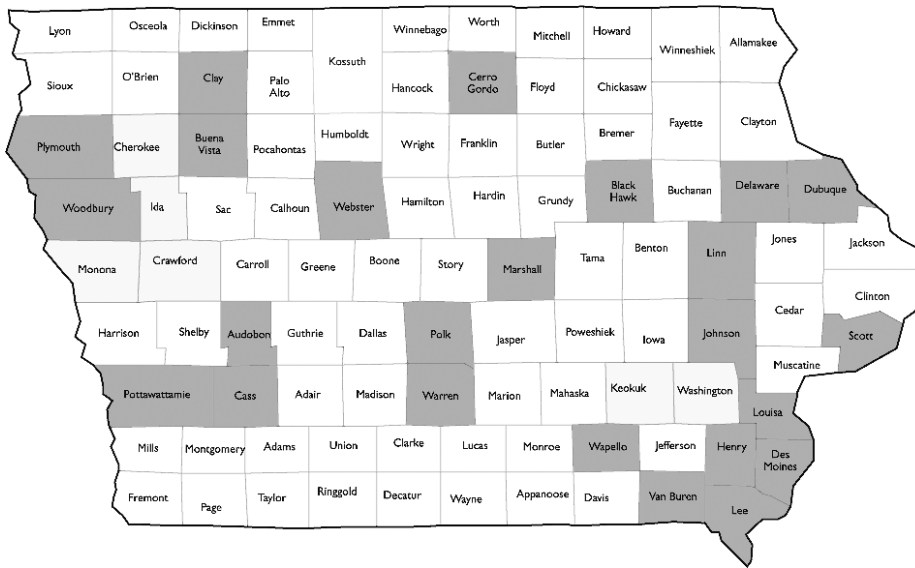 Lyon
Osceola
Dickinson
Emmet
Kossuth
Winnebago
Worth
Mitchell
Howard
Winneshiek
Allamakee
Sioux
O'Brien
Clay
Palo
Alto
Hancock
Cerro
Gordo
Floyd
Chickasaw
Fayette
Clayton
Plymouth
Cherokee
Buena
Vista
Pocahontas
Humboldt
Wright
Franklin
Butler
Bremer
Woodbury
Ida
Sac
Calhoun
Webster
Hamilton
Hardin
Grundy
Black
Hawk
Buchanan
Delaware
Dubuque
Monona
Crawford
Carroll
Greene
Boone
Story
Marshall
Tama
Benton
Linn
Jones
Jackson
Clinton
Harrison
Shelby
Audobon
Guthrie
Dallas
Polk
Jasper
Poweshiek
Iowa
Johnson
Cedar
Scott
Muscatine
Pottawattamie
Cass
Adair
Madison
Warren
Marion
Mahaska
Keokuk
Washington
Louisa
Mills
Montgomery
Adams
Union
Clarke
Lucas
Monroe
Wapello
Jefferson
Henry
Des
Moines
Fremont
Page
Taylor
Ringgold
Decatur
Wayne
Appanoose
Davis
Van Buren
Lee